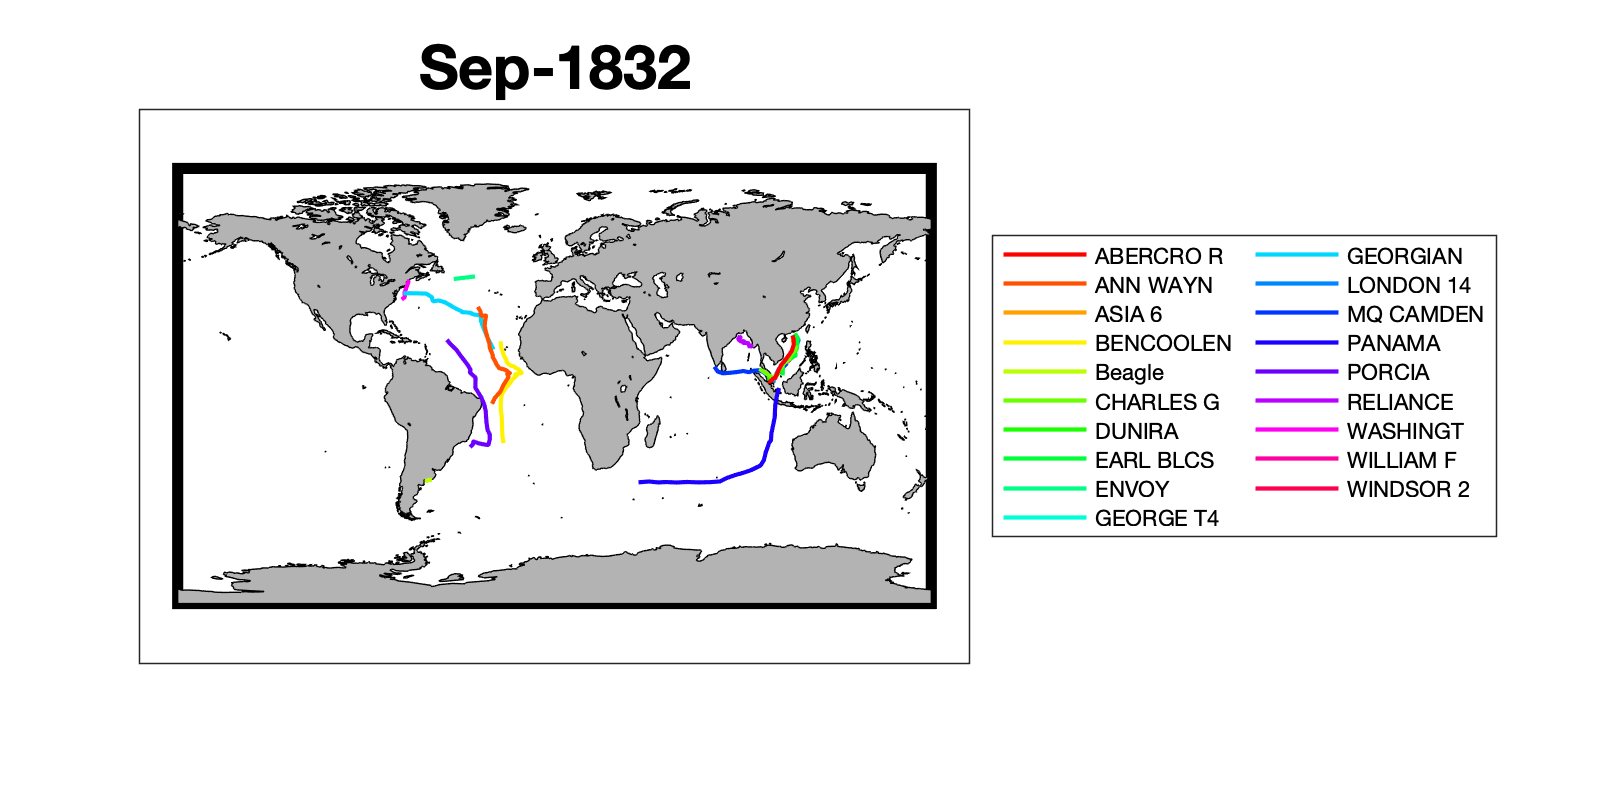 Sep-1832
ABERCRO R
ANN WAYN
ASIA 6
BENCOOLEN
Beagle
CHARLES G
DUNIRA
EARL BLCS
ENVOY
GEORGE T4
GEORGIAN
LONDON 14
MQ CAMDEN
PANAMA
PORCIA
RELIANCE
WASHINGT
WILLIAM F
WINDSOR 2